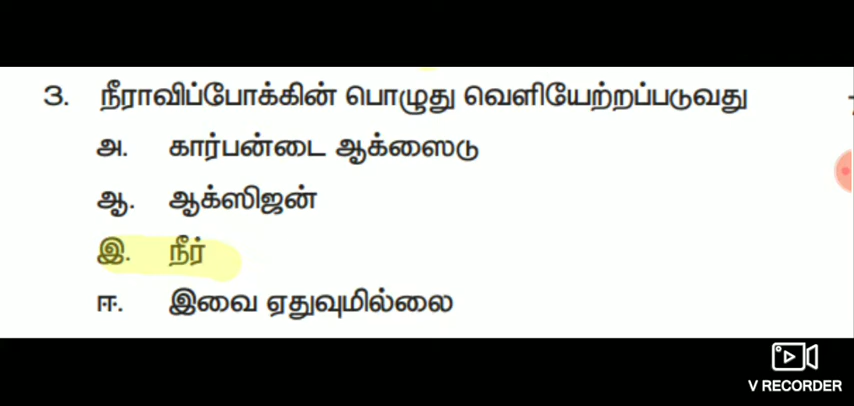 3. நீராவிப்போக்கின் பொழுது வெளியேற்றப்படுவது
அ. கார்பன்டை ஆக்ஸைடு
ஆ. ஆக்ஸிஜன்
இ. நீர்
ஈ. இவை ஏதுவுமில்லை
V RECORDER